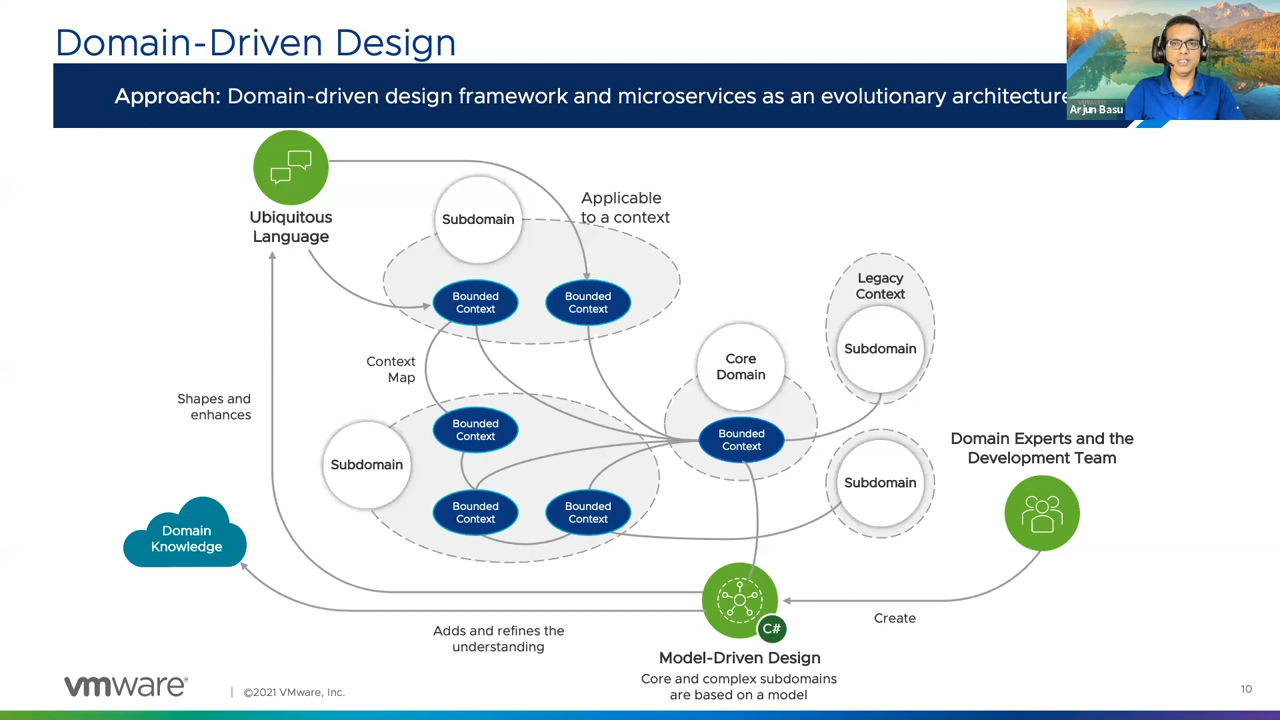 Domain-Driven Design
Approach: Domain-driven design framework and microservices as an evolutionary architecture
Arjun Basu
Ubiquitous
Language
Subdomain
Applicable
to a context
Bounded
Context
Bounded
Context
Legacy
Context
Subdomain
Context
Map
Core
Domain
Shapes and
enhances
Bounded
Context
Bounded
Context
Subdomain
Domain Experts and the
Development Team
Subdomain
Bounded
Context
Bounded
Context
Domain
Knowledge
Create
Adds and refines the
understanding
C#
Model-Driven Design
Core and complex subdomains
are based on a model
vmware®
©2021 VMware, Inc.
10